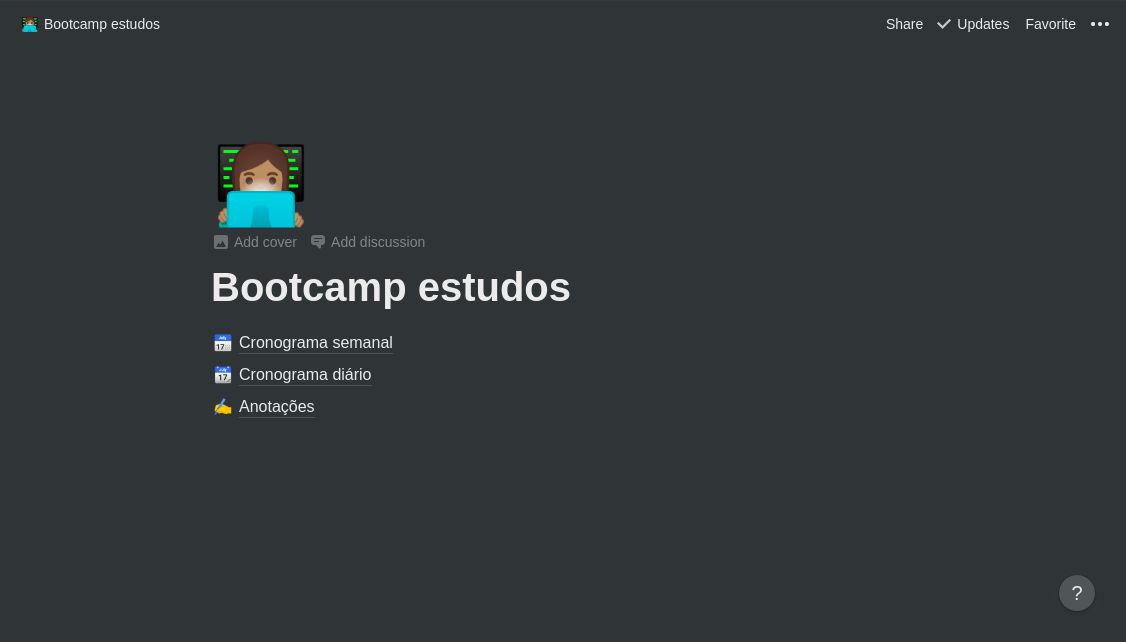 Bootcamp estudos
Share Updates Favorite
Add cover Add discussion
Bootcamp estudos
Cronograma semanal
Cronograma diário
Anotações
?